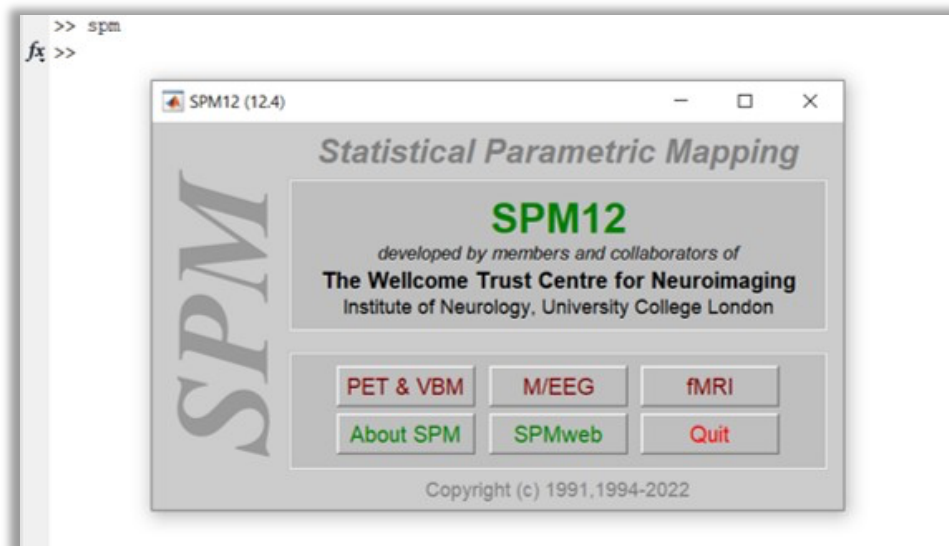 >> spm
fx >>
SPM12 (12.4)
SPM
Statistical Parametric Mapping
SPM12
developed by members and collaborators of
The Wellcome Trust Centre for Neuroimaging
Institute of Neurology, University College London
PET & VBM M/EEG fMRI
About SPM SPMweb Quit
Copyright (c) 1991,1994-2022